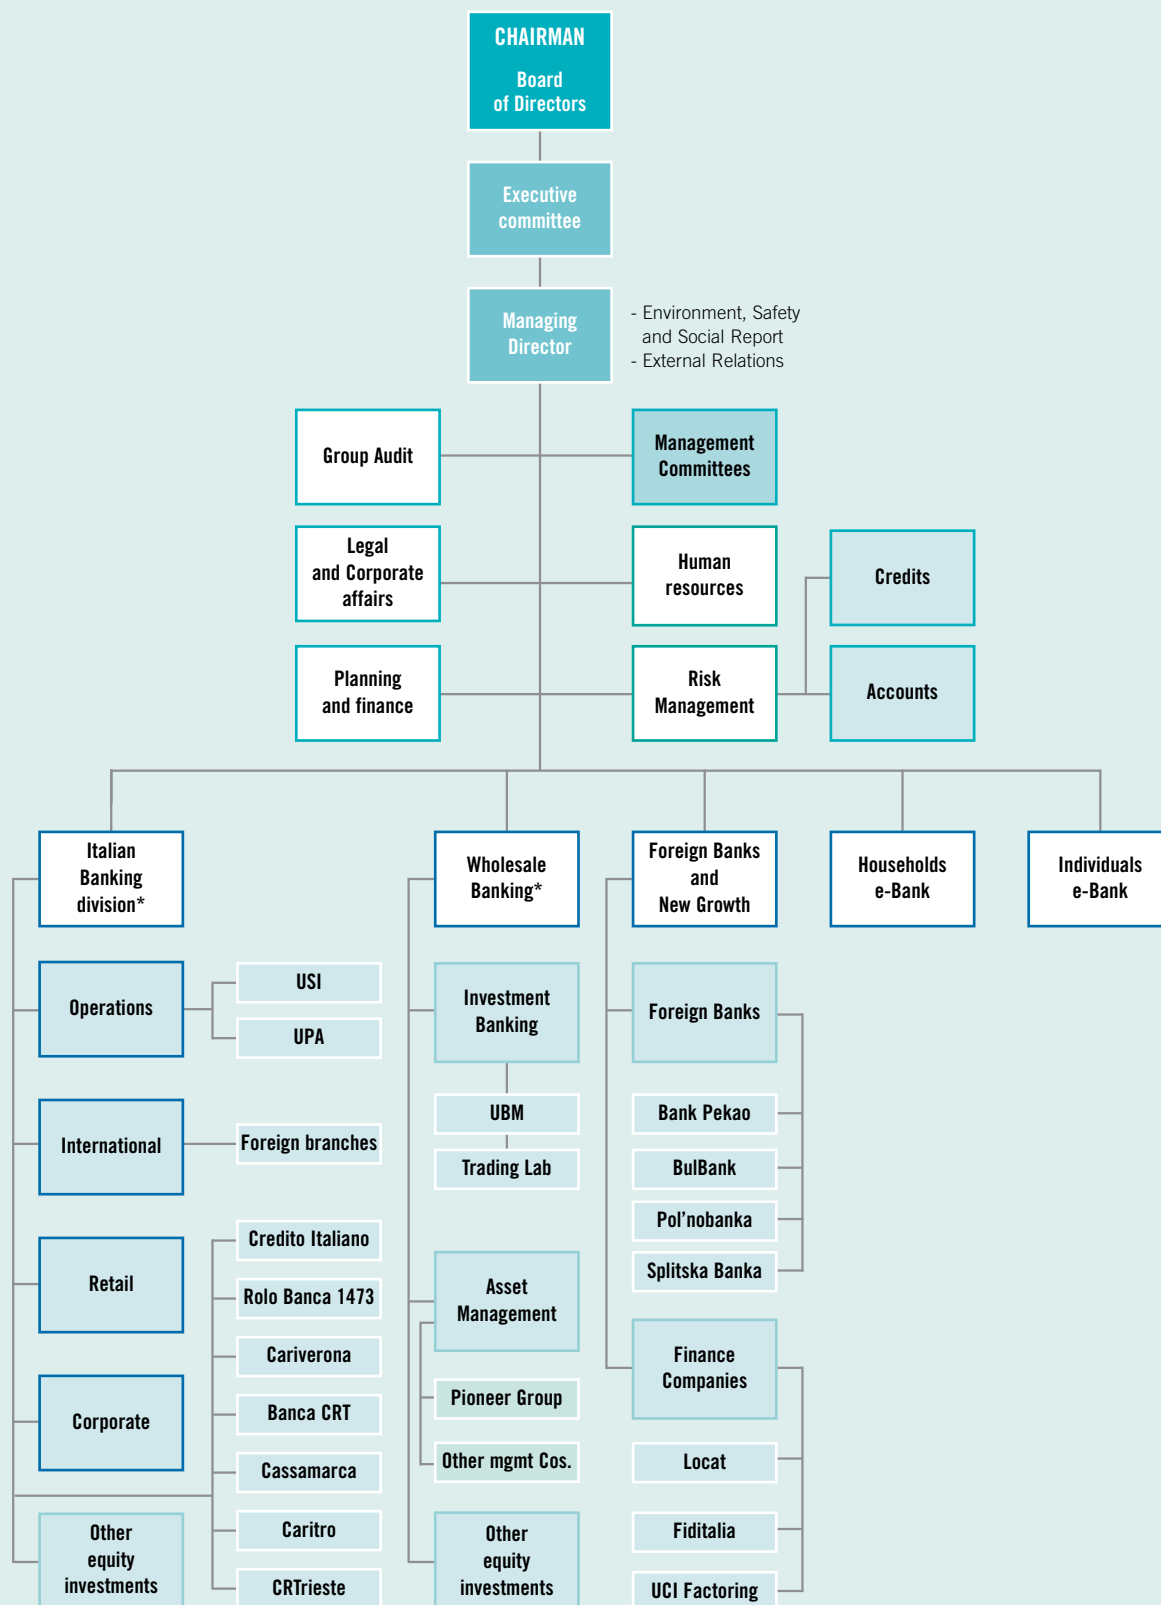 CHAIRMAN
Board
of Directors
Executive
committee
Managing
Director
- Environment, Safety
and Social Report
- External Relations
Group Audit
Management
Committees
Legal
and Corporate
affairs
Human
resources
Credits
Planning
and finance
Risk
Management
Accounts
Italian
Banking
division*
Wholesale
Banking*
Foreign Banks
and
New Growth
Households
e-Bank
Individuals
e-Bank
Operations
USI
UPA
International
Foreign branches
Retail
Corporate
Credito Italiano
Rolo Banca 1473
Cariverona
Banca CRT
Cassamarca
Caritro
CRTrieste
Other
equity
investments
Investment
Banking
UBM
Trading Lab
Asset
Management
Pioneer Group
Other mgmt Cos.
Other
equity
investments
Foreign Banks
Bank Pekao
BulBank
Pol’nobanka
Splitska Banka
Finance
Companies
Locat
Fiditalia
UCI Factoring